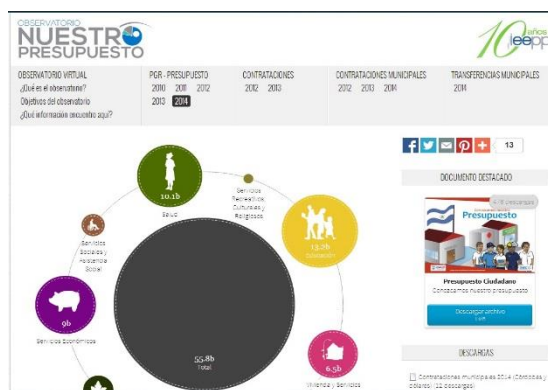 OBSERVATORIO
NUESTRO
PRESUPUESTO
10 años
ieepp
OBSERVATORIO VIRTUAL
¿Qué es el observatorio?
Objetivos del observatorio
¿Qué información encuentro aquí?
PGR - PRESUPUESTO
2010 2011 2012
2013 2014
CONTRATACIONES
2012 2013
CONTRATACIONES MUNICIPALES
2012 2013 2014
TRANSFERENCIAS MUNICIPALES
2014
13
10.1b
Salud
Servicios
Recreativos,
Culturales y
Religiosos
Educación
Servicios
Sociales y
Asistencia
Social
9b
Servicios Económicos
55.8b
Total
6.5b
Vivienda y Servicios
DOCUMENTO DESTACADO
Descargas
Presupuesto
Presupuesto Ciudadano
Conozcamos nuestro presupuesto
Descargar archivo
DESCARGAS
Contrataciones municipales 2014 (Córdobas y
dólares) (12 descargas)